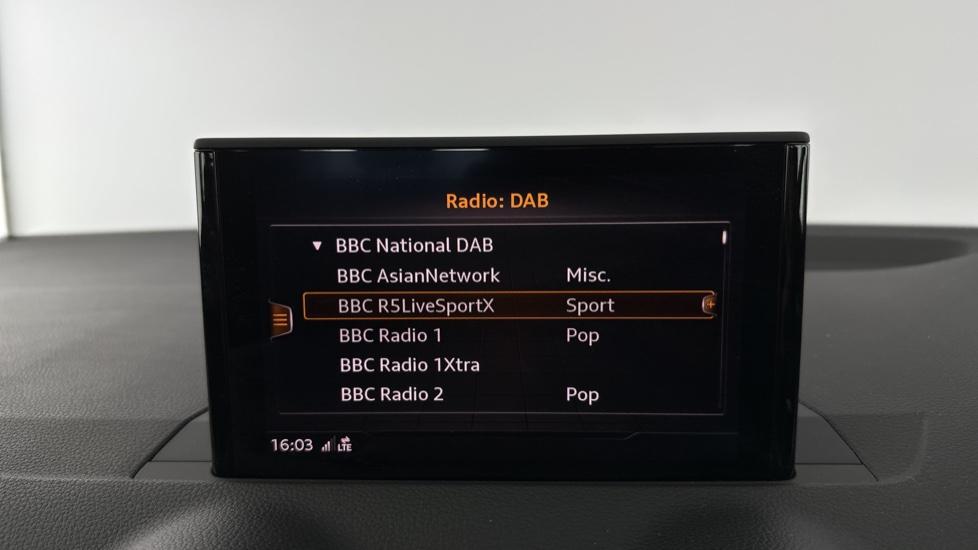 Radio: DAB
▼ BBC National DAB
BBC AsianNetwork Misc.
BBC R5LiveSportX Sport
BBC Radio 1 Pop
BBC Radio 1Xtra
BBC Radio 2 Pop
16:03 LTE